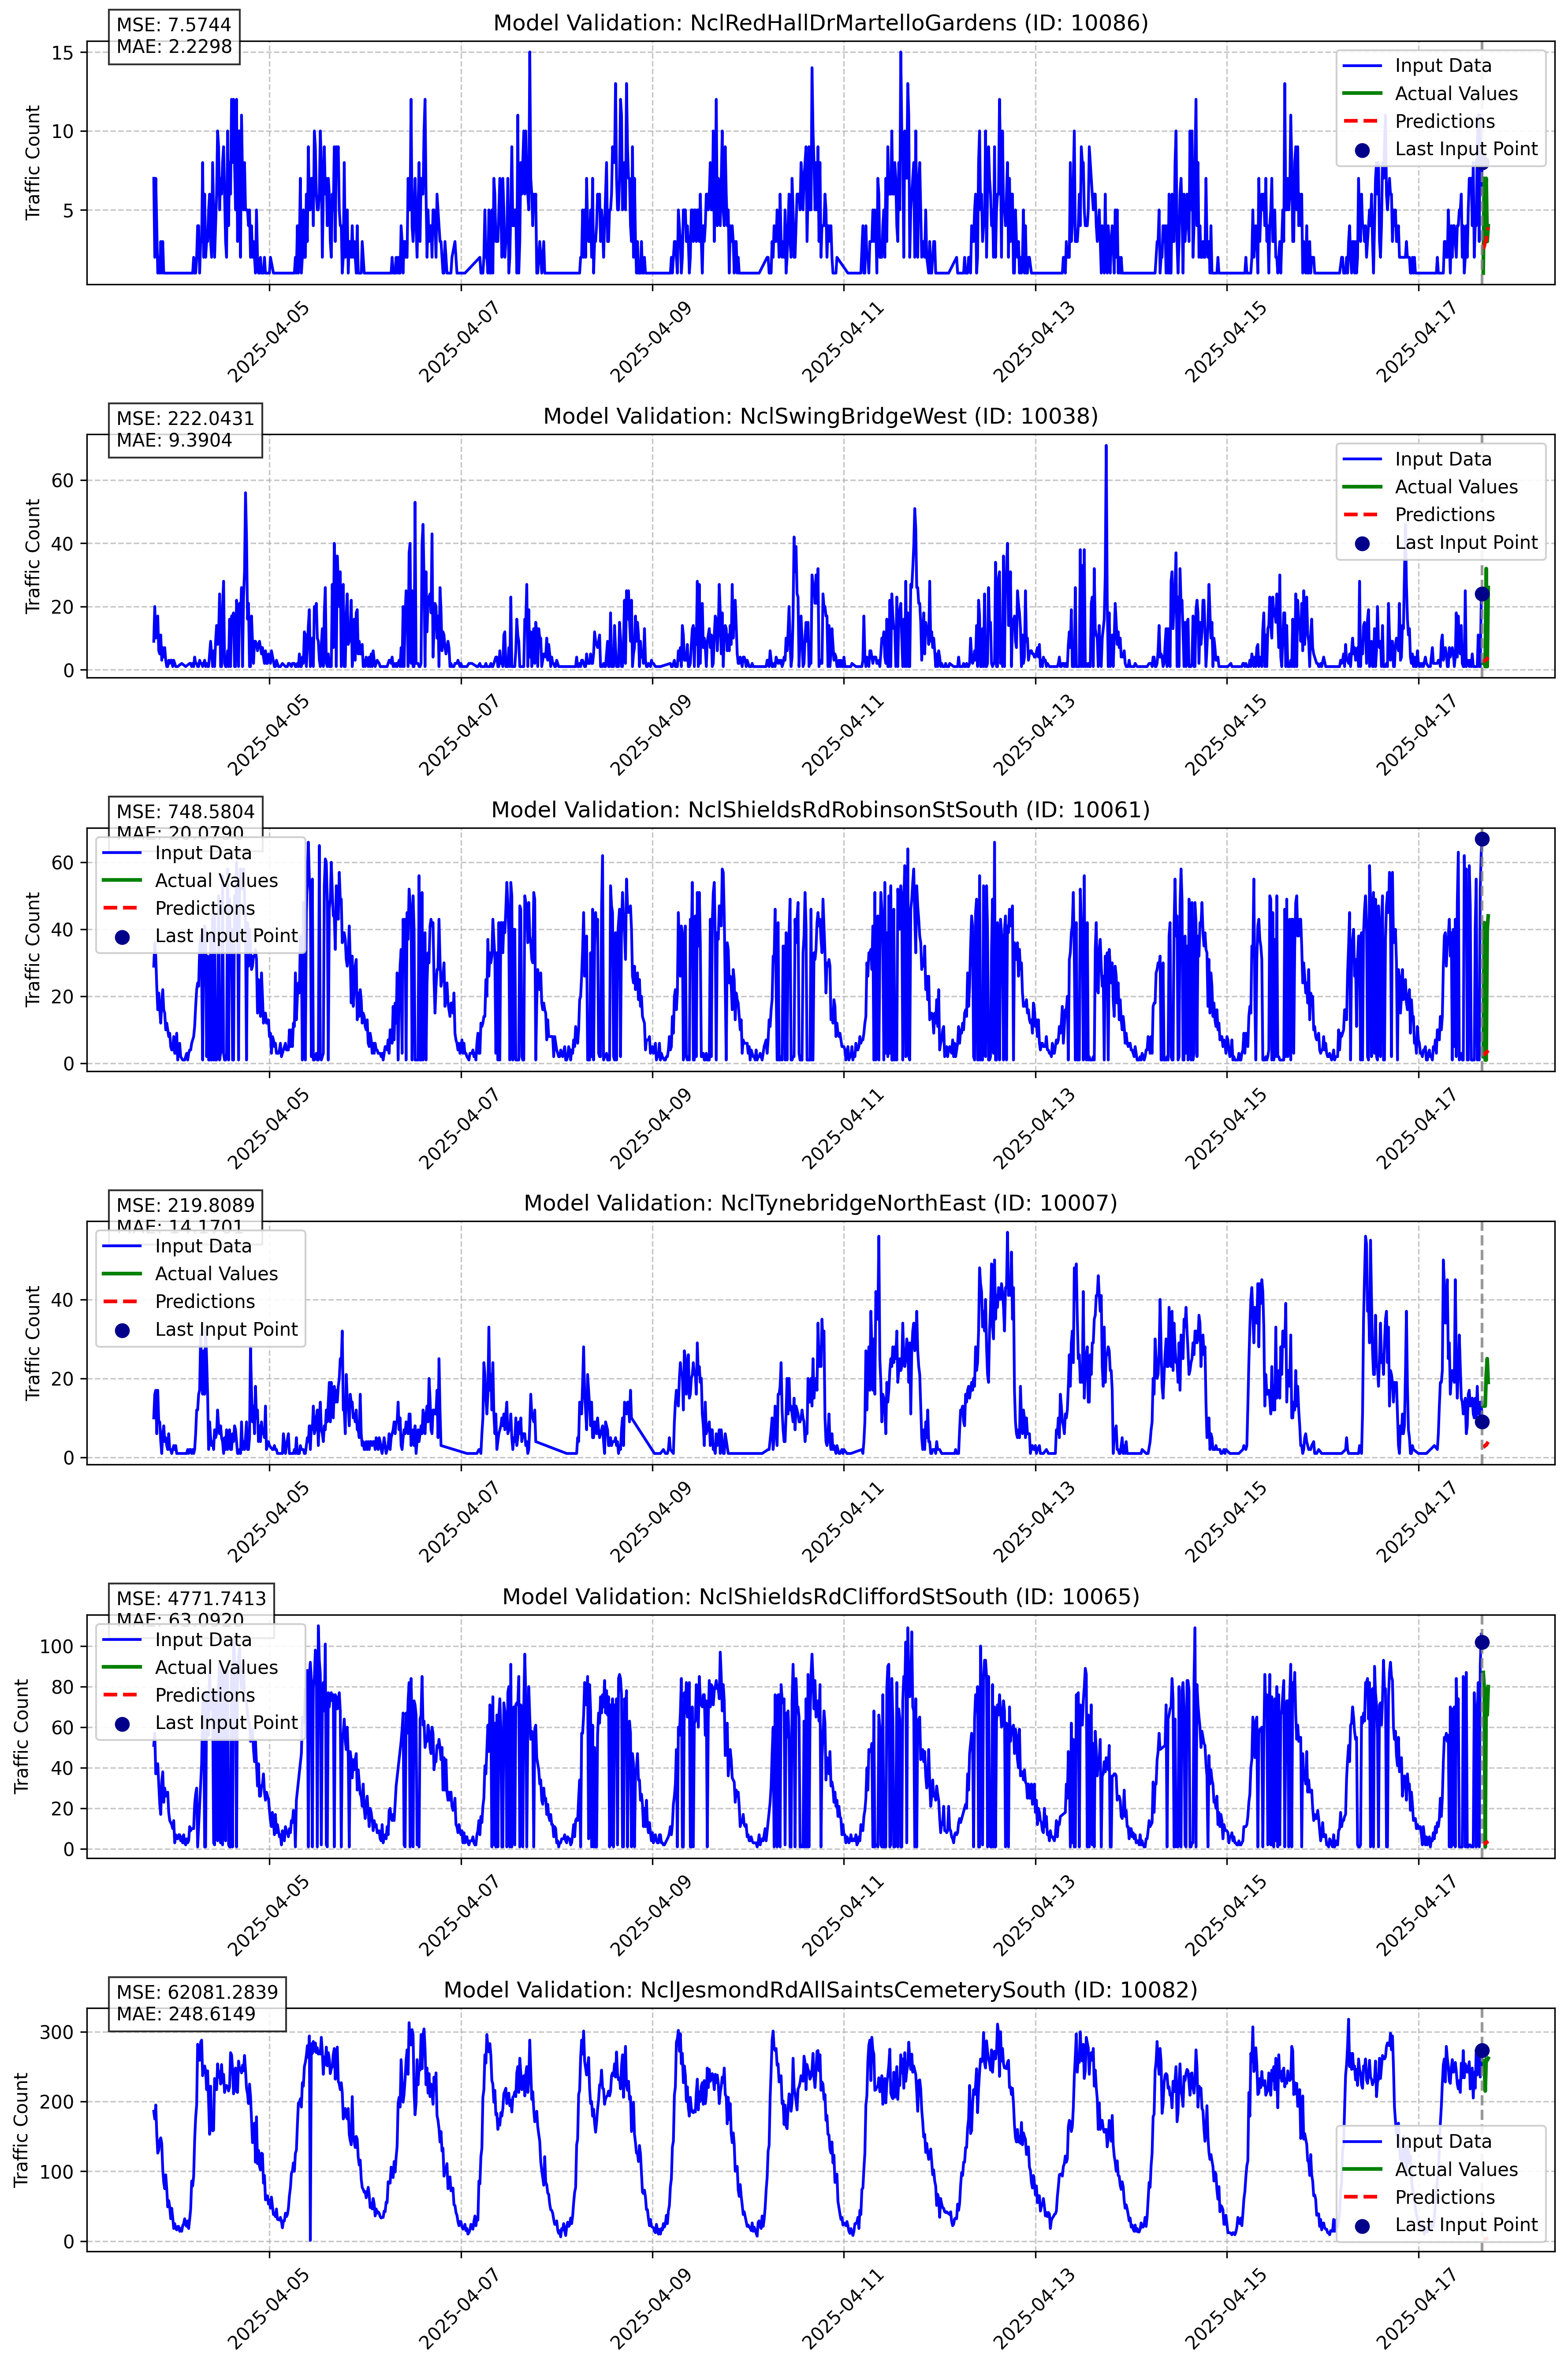 MSE: 7.5744
MAE: 2.2298
Model Validation: NclRedHallDrMartelloGardens (ID: 10086)
Traffic Count
15
10
5
Input Data
Actual Values
Predictions
Last Input Point
2025-04-05
2025-04-07
2025-04-09
2025-04-11
2025-04-13
2025-04-15
2025-04-17
MSE: 222.0431
MAE: 9.3904
Model Validation: NclSwingBridgeWest (ID: 10038)
Traffic Count
60
40
20
0
Input Data
Actual Values
Predictions
Last Input Point
2025-04-05
2025-04-07
2025-04-09
2025-04-11
2025-04-13
2025-04-15
2025-04-17
MSE: 748.5804
MAE: 20.0790
Model Validation: NclShieldsRdRobinsonStSouth (ID: 10061)
Traffic Count
60
40
20
0
Input Data
Actual Values
Predictions
Last Input Point
2025-04-05
2025-04-07
2025-04-09
2025-04-11
2025-04-13
2025-04-15
2025-04-17
MSE: 219.8089
MAE: 14.1701
Model Validation: NclTynebridgeNorthEast (ID: 10007)
Traffic Count
40
20
0
Input Data
Actual Values
Predictions
Last Input Point
2025-04-05
2025-04-07
2025-04-09
2025-04-11
2025-04-13
2025-04-15
2025-04-17
MSE: 4771.7413
MAE: 63.0920
Model Validation: NclShieldsRdCliffordStSouth (ID: 10065)
Traffic Count
100
80
60
40
20
0
Input Data
Actual Values
Predictions
Last Input Point
2025-04-05
2025-04-07
2025-04-09
2025-04-11
2025-04-13
2025-04-15
2025-04-17
MSE: 62081.2839
MAE: 248.6149
Model Validation: NclJesmondRdAllSaintsCemeterySouth (ID: 10082)
Traffic Count
300
200
100
0
Input Data
Actual Values
Predictions
Last Input Point
2025-04-05
2025-04-07
2025-04-09
2025-04-11
2025-04-13
2025-04-15
2025-04-17